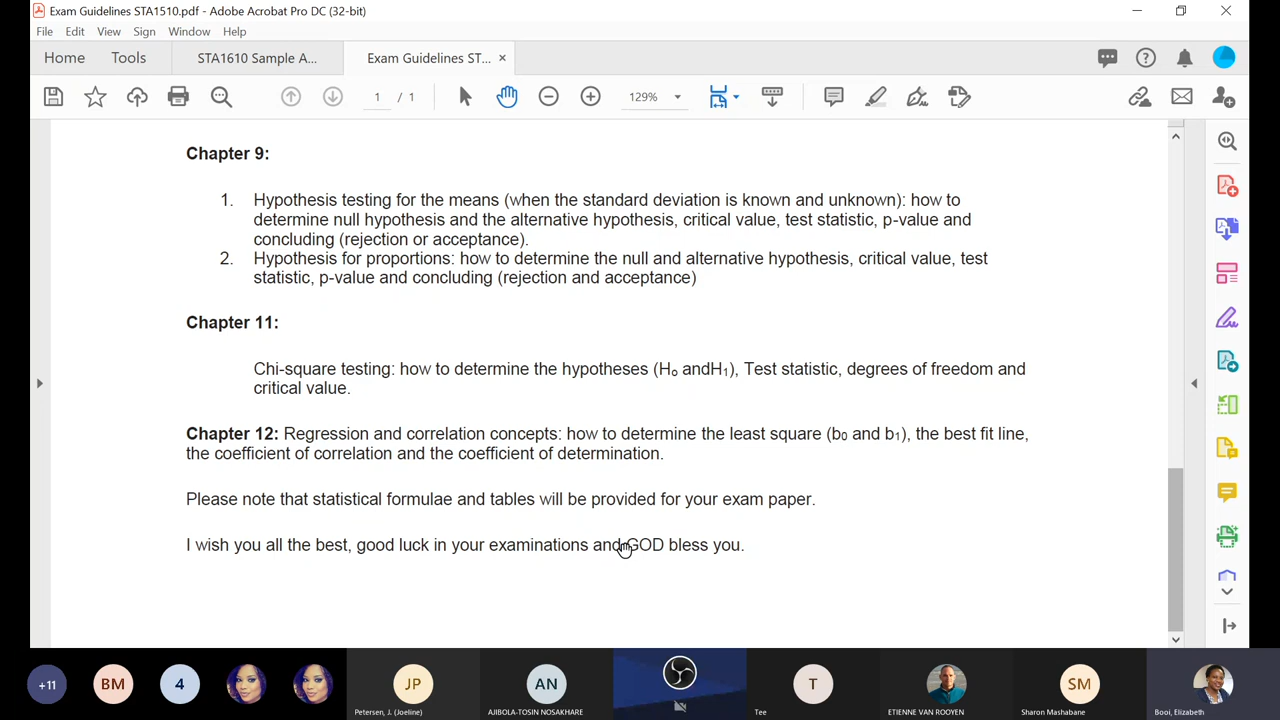 Exam Guidelines STA1510.pdf - Adobe Acrobat Pro DC (32-bit)
File Edit View Sign Window Help
Home Tools STA1610 Sample A... Exam Guidelines ST... ×
1 / 1 129%
Chapter 9:
1. Hypothesis testing for the means (when the standard deviation is known and unknown): how to
determine null hypothesis and the alternative hypothesis, critical value, test statistic, p-value and
concluding (rejection or acceptance).
2. Hypothesis for proportions: how to determine the null and alternative hypothesis, critical value, test
statistic, p-value and concluding (rejection and acceptance)
Chapter 11:
Chi-square testing: how to determine the hypotheses (H₀ andH₁), Test statistic, degrees of freedom and
critical value.
Chapter 12: Regression and correlation concepts: how to determine the least square (b₀ and b₁), the best fit line,
the coefficient of correlation and the coefficient of determination.
Please note that statistical formulae and tables will be provided for your exam paper.
I wish you all the best, good luck in your examinations and GOD bless you.
+11 BM 4 JP AN T SM
Petersen, J. (Joeline) AJIBOLA-TOSIN NOSAKHARE Tee ETIENNE VAN ROOYEN Sharon Mashabane Booi, Elizabeth